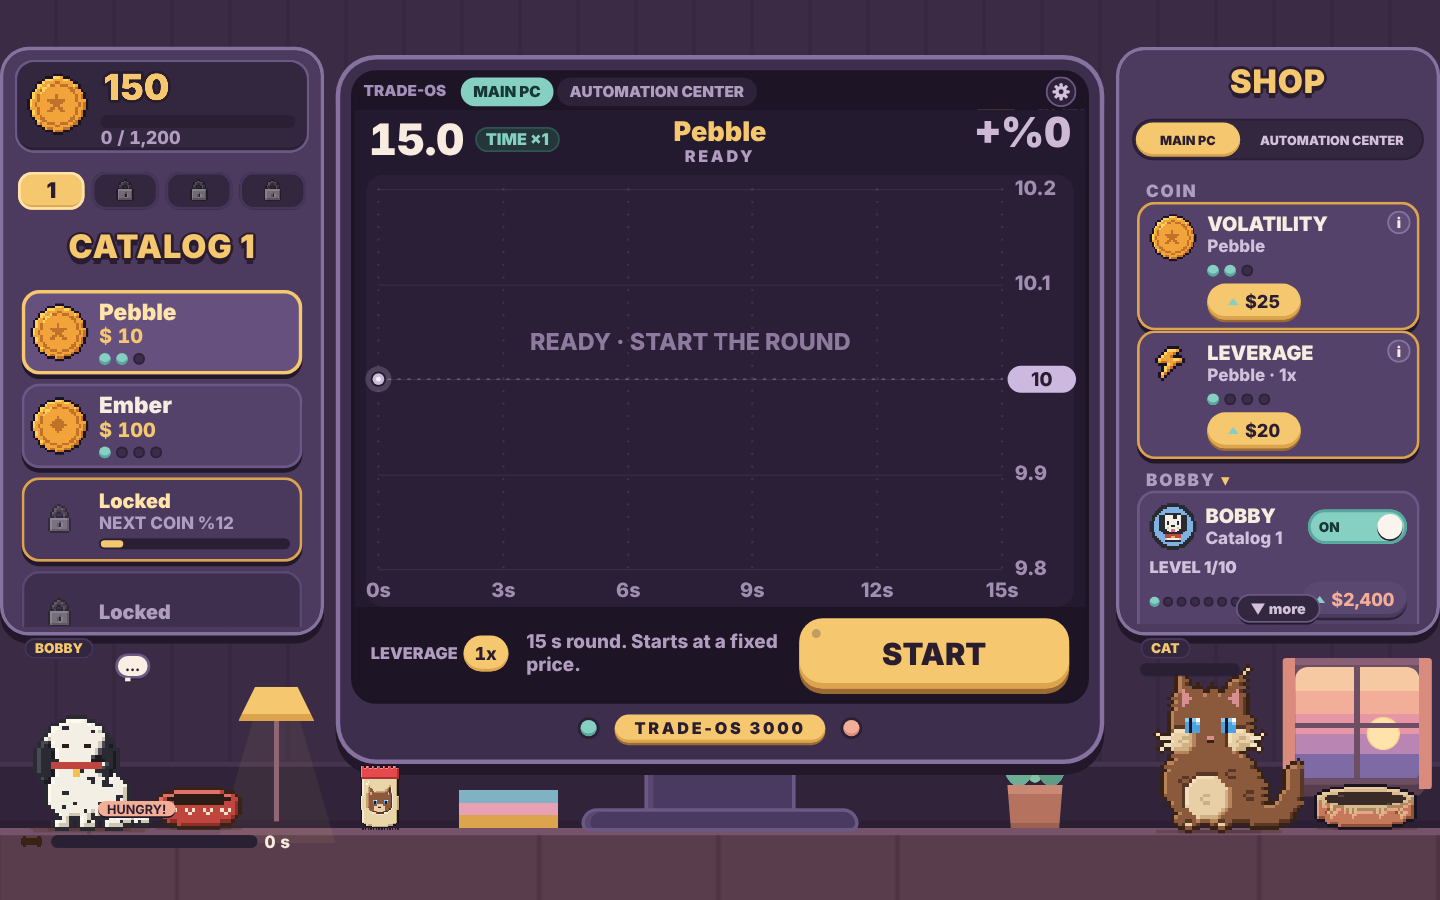 150
0 / 1,200
1
CATALOG 1
Pebble
$ 10
Ember
$ 100
Locked
NEXT COIN %12
Locked
BOBBY
...
HUNGRY!
0 s
TRADE-OS
MAIN PC
AUTOMATION CENTER
15.0
TIME ×1
Pebble
READY
+%0
10.2
10.1
READY · START THE ROUND
10
9.9
9.8
0s
3s
6s
9s
12s
15s
LEVERAGE
1x
15 s round. Starts at a fixed
price.
START
TRADE-OS 3000
SHOP
MAIN PC
AUTOMATION CENTER
COIN
VOLATILITY
Pebble
i
$25
LEVERAGE
Pebble · 1x
i
$20
BOBBY
BOBBY
Catalog 1
ON
LEVEL 1/10
$2,400
more
CAT